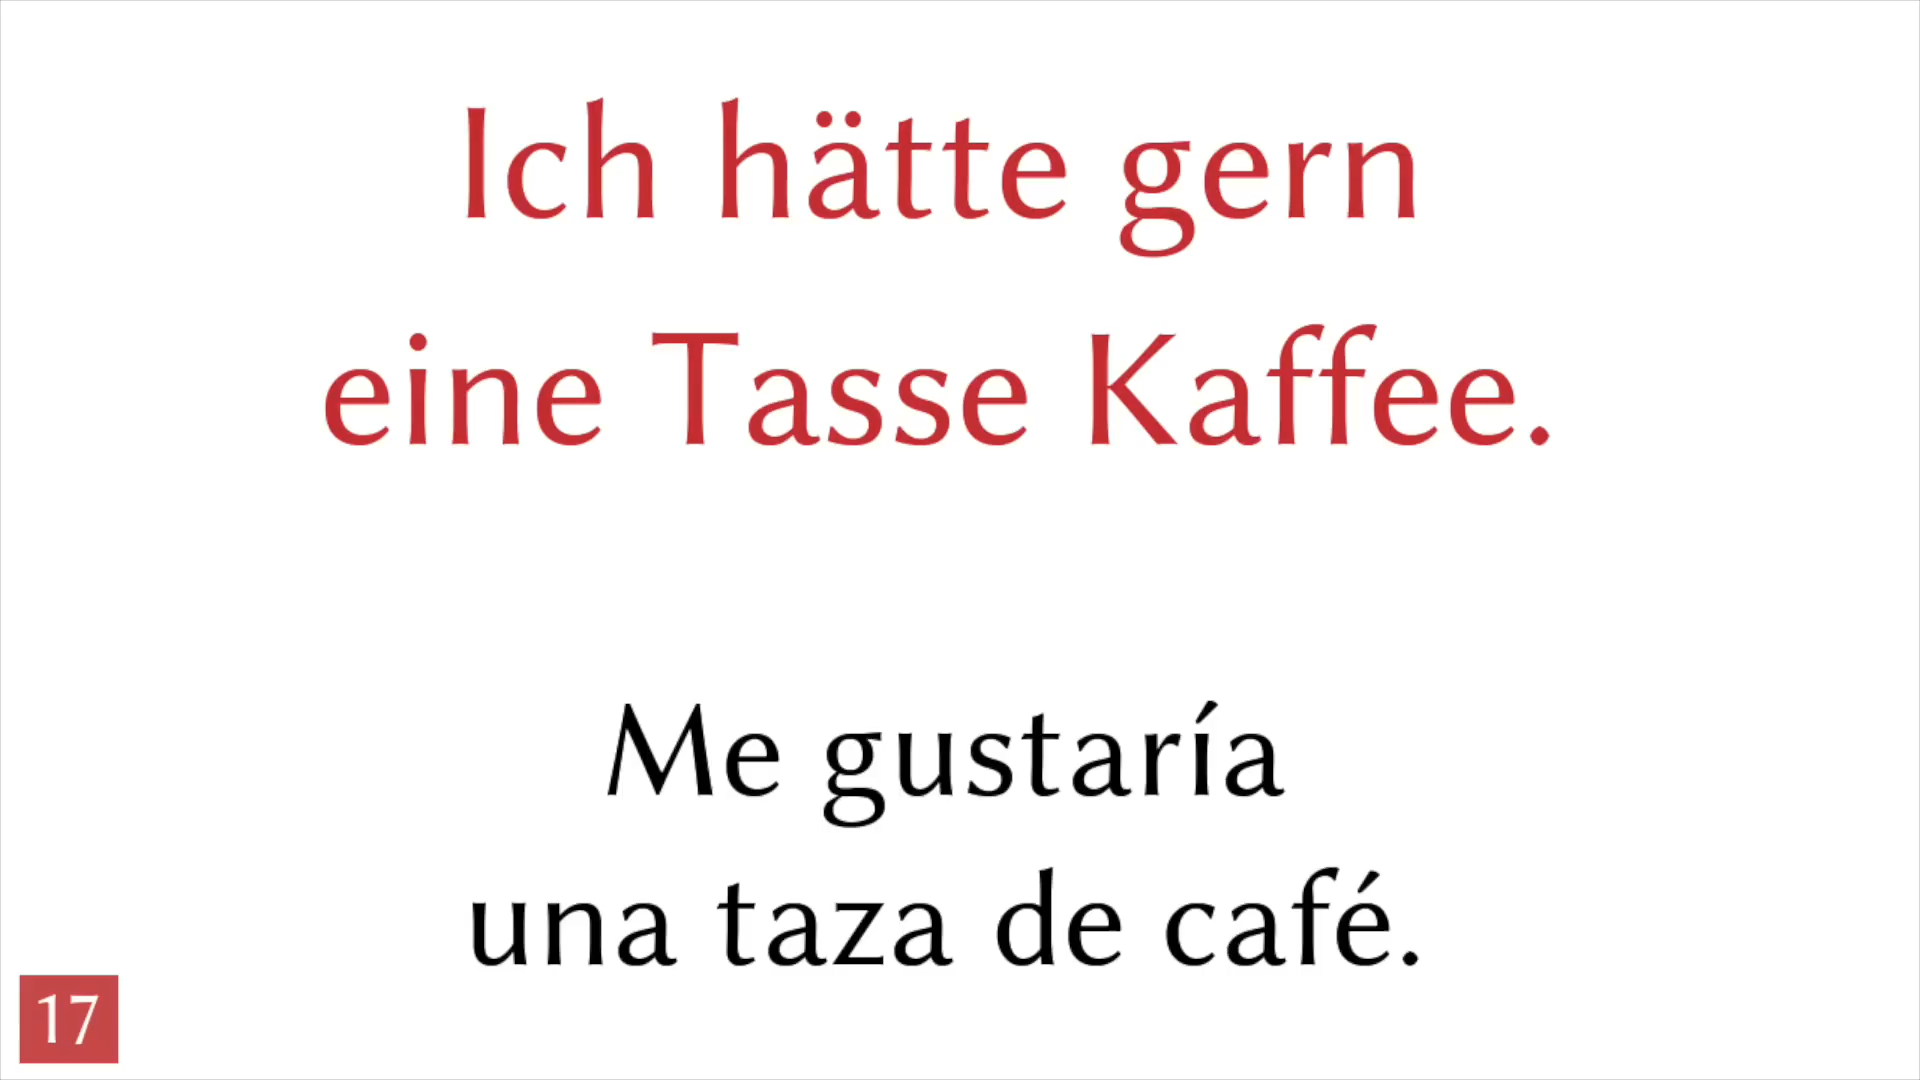 Ich hätte gern
eine Tasse Kaffee.
Me gustaría
una taza de café.
17